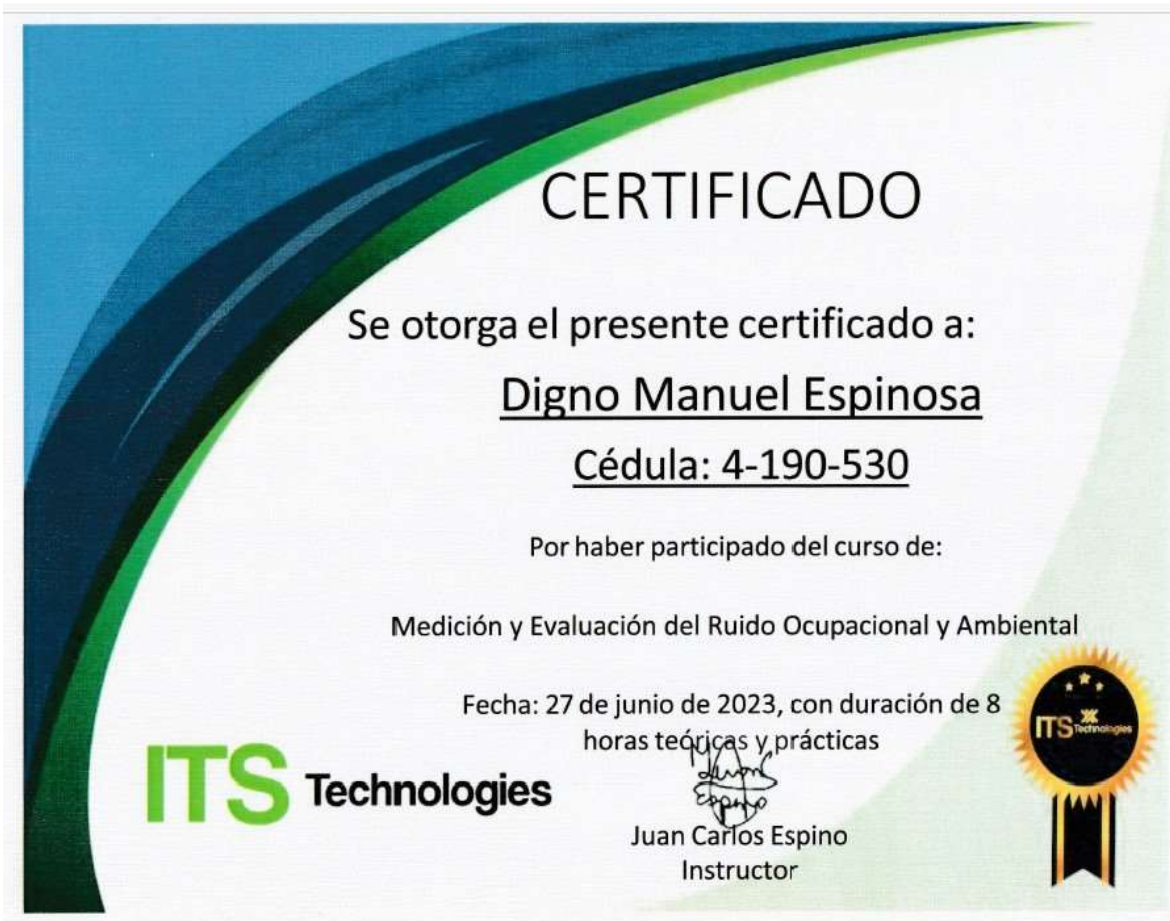 CERTIFICADO
Se otorga el presente certificado a:
Digno Manuel Espinosa
Cédula: 4-190-530
Por haber participado del curso de:
Medición y Evaluación del Ruido Ocupacional y Ambiental
Fecha: 27 de junio de 2023, con duración de 8
horas teóricas y prácticas
ITS Technologies
Juan Carlos Espino
Instructor
ITS Technologies